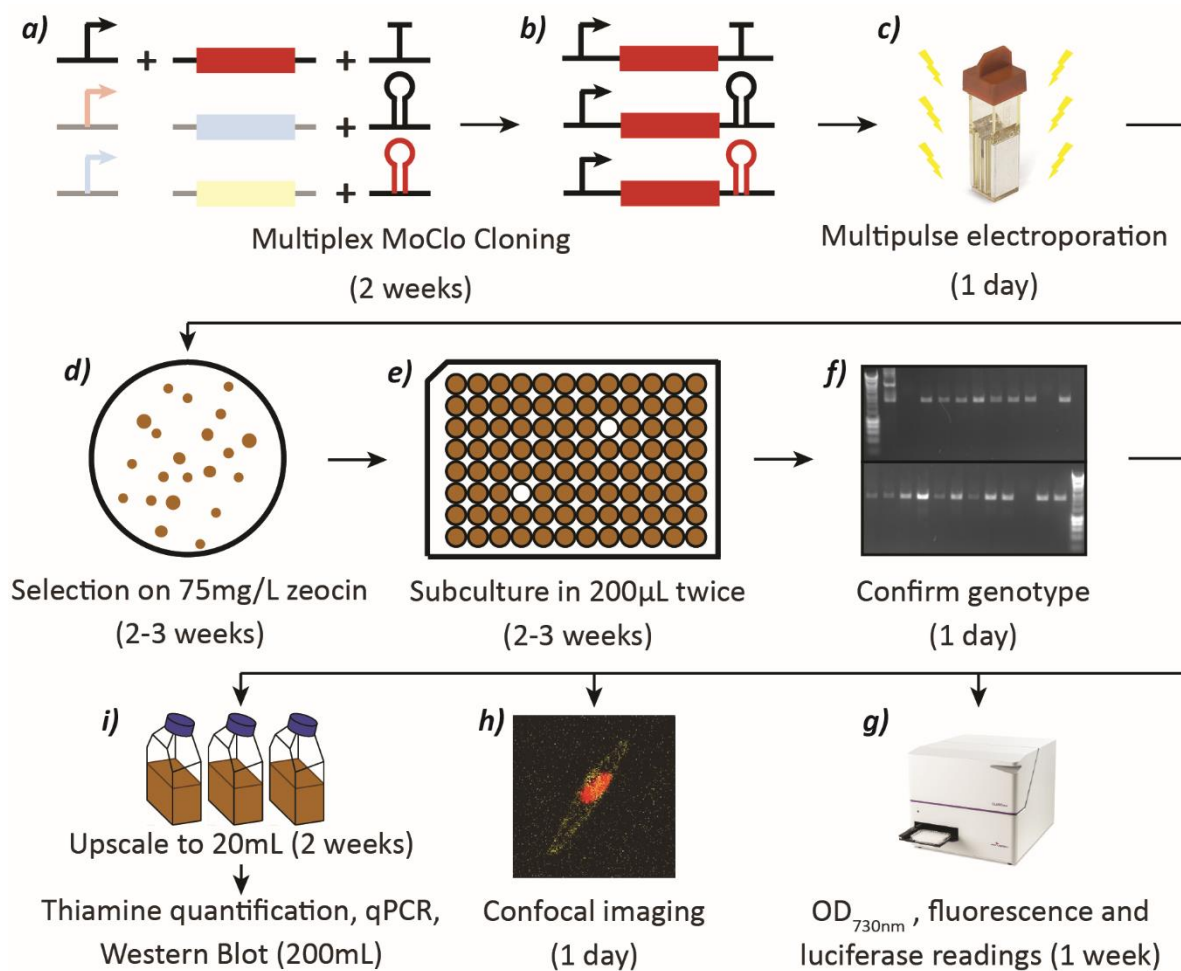 a)
+
+
b)
c)
+
+
Multiplex MoClo Cloning
(2 weeks)
Multipulse electroporation
(1 day)
d)
e)
f)
Selection on 75mg/L zeocin
(2-3 weeks)
Subculture in 200µL twice
(2-3 weeks)
Confirm genotype
(1 day)
i)
h)
g)
Upscale to 20mL (2 weeks)
Thiamine quantification, qPCR,
Western Blot (200mL)
Confocal imaging
(1 day)
OD730nm , fluorescence and
luciferase readings (1 week)